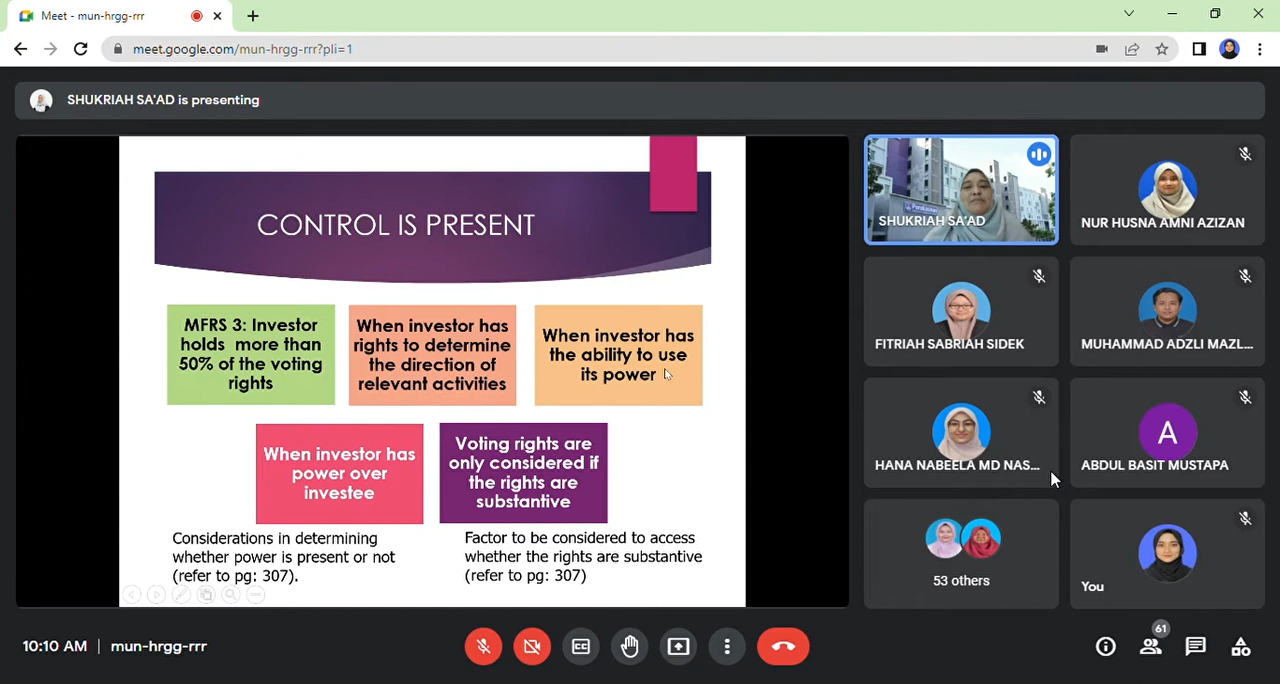 Meet - mun-hrgg-rrr
meet.google.com/mun-hrgg-rrr?pli=1
SHUKRIAH SA'AD is presenting
CONTROL IS PRESENT
MFRS 3: Investor
holds more than
50% of the voting
rights
When investor has
rights to determine
the direction of
relevant activities
When investor has
the ability to use
its power
When investor has
power over
investee
Voting rights are
only considered if
the rights are
substantive
Considerations in determining
whether power is present or not
(refer to pg: 307).
Factor to be considered to access
whether the rights are substantive
(refer to pg: 307)
SHUKRIAH SA'AD
NUR HUSNA AMNI AZIZAN
FITRIAH SABRIAH SIDEK
MUHAMMAD ADZLI MAZL...
HANA NABEELA MD NAS...
A
ABDUL BASIT MUSTAPA
53 others
You
10:10 AM | mun-hrgg-rrr
61